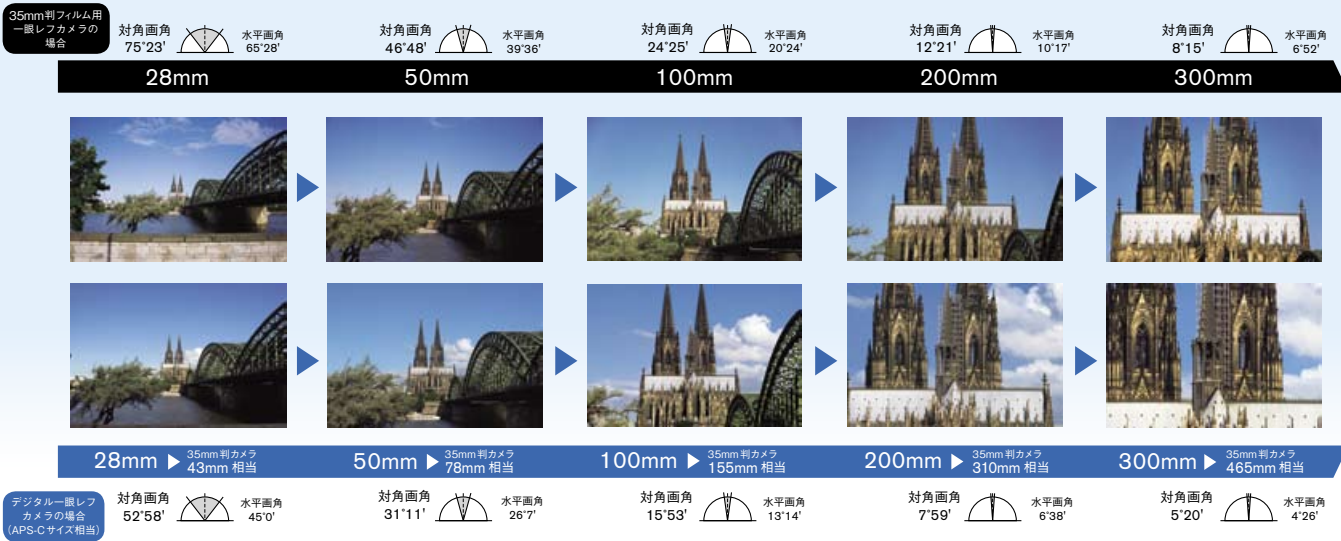 35mm判フィルム用
一眼レフカメラの
場合
対角画角
75°23'
水平画角
65°28'
対角画角
46°48'
水平画角
39°36'
対角画角
24°25'
水平画角
20°24'
対角画角
12°21'
水平画角
10°17'
対角画角
8°15'
水平画角
6°52'
28mm
50mm
100mm
200mm
300mm
28mm ▶ 35mm判カメラ
43mm 相当
50mm ▶ 35mm判カメラ
78mm 相当
100mm ▶ 35mm判カメラ
155mm 相当
200mm ▶ 35mm判カメラ
310mm 相当
300mm ▶ 35mm判カメラ
465mm 相当
デジタル一眼レフ
カメラの場合
(APS-Cサイズ相当)
対角画角
52°58'
水平画角
45°0'
対角画角
31°11'
水平画角
26°7'
対角画角
15°53'
水平画角
13°14'
対角画角
7°59'
水平画角
6°38'
対角画角
5°20'
水平画角
4°26'